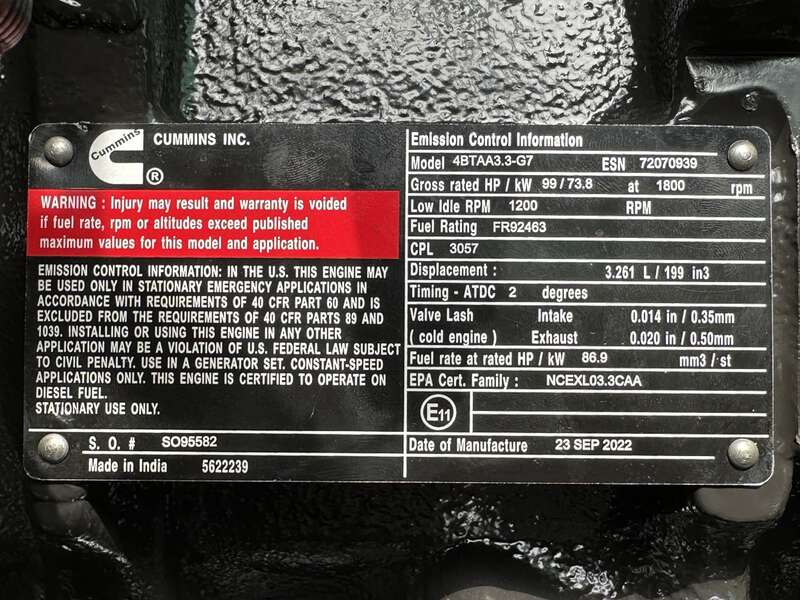 Cummins
®
CUMMINS INC.
WARNING : Injury may result and warranty is voided
if fuel rate, rpm or altitudes exceed published
maximum values for this model and application.
EMISSION CONTROL INFORMATION: IN THE U.S. THIS ENGINE MAY
BE USED ONLY IN STATIONARY EMERGENCY APPLICATIONS IN
ACCORDANCE WITH REQUIREMENTS OF 40 CFR PART 60 AND IS
EXCLUDED FROM THE REQUIREMENTS OF 40 CFR PARTS 89 AND
1039. INSTALLING OR USING THIS ENGINE IN ANY OTHER
APPLICATION MAY BE A VIOLATION OF U.S. FEDERAL LAW SUBJECT
TO CIVIL PENALTY. USE IN A GENERATOR SET. CONSTANT-SPEED
APPLICATIONS ONLY. THIS ENGINE IS CERTIFIED TO OPERATE ON
DIESEL FUEL.
STATIONARY USE ONLY.
S. O. # SO95582
Made in India 5622239
Emission Control Information
Model 4BTAA3.3-G7 ESN 72070939
Gross rated HP / kW 99 / 73.8 at 1800 rpm
Low Idle RPM 1200 RPM
Fuel Rating FR92463
CPL 3057
Displacement : 3.261 L / 199 in3
Timing - ATDC 2 degrees
Valve Lash Intake 0.014 in / 0.35mm
(cold engine) Exhaust 0.020 in / 0.50mm
Fuel rate at rated HP / kW 86.9 mm3 / st
EPA Cert. Family : NCEXL03.3CAA
E11
Date of Manufacture 23 SEP 2022